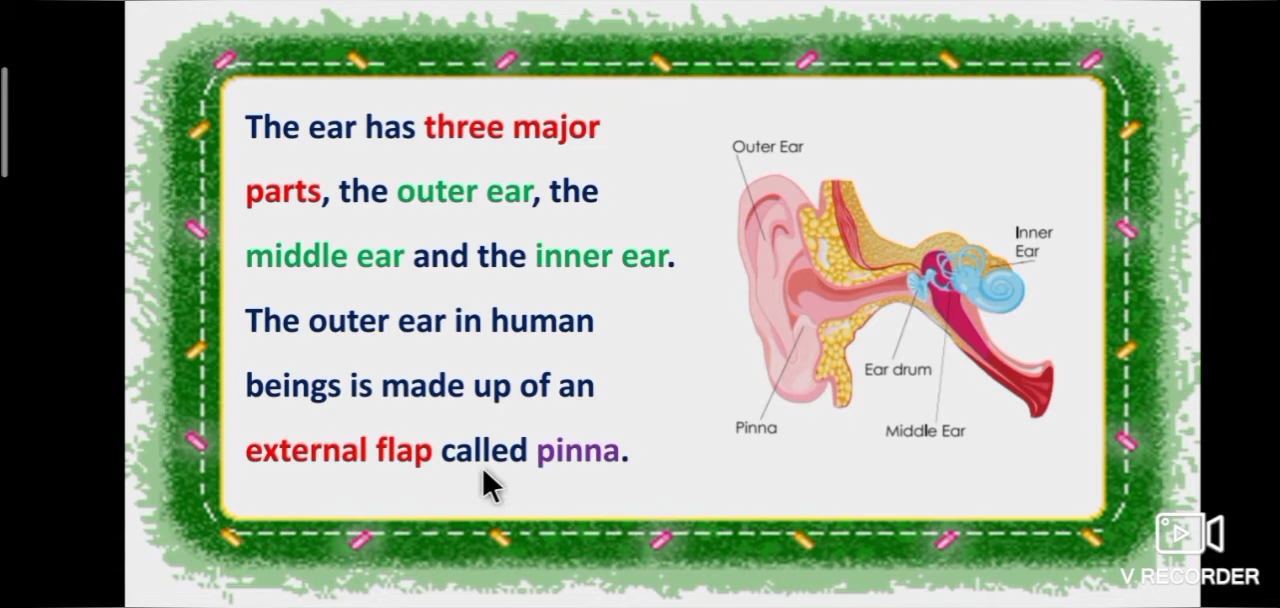 The ear has three major
parts, the outer ear, the
middle ear and the inner ear.
The outer ear in human
beings is made up of an
external flap called pinna.
Outer Ear
Inner
Ear
Ear drum
Pinna
Middle Ear
V.RECORDER